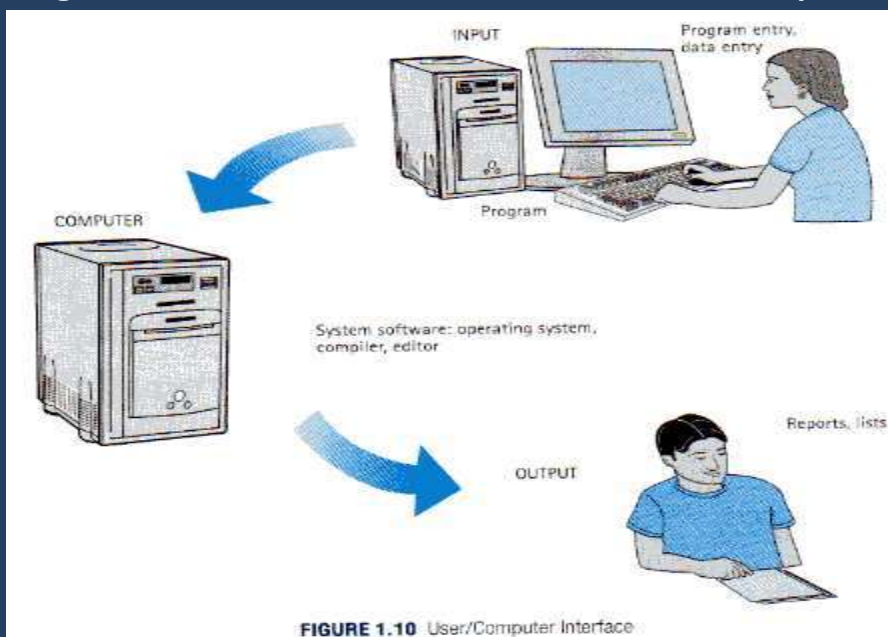 INPUT
Program entry,
data entry
Program
COMPUTER
System software: operating system,
compiler, editor
OUTPUT
Reports, lists
FIGURE 1.10 User/Computer Interface